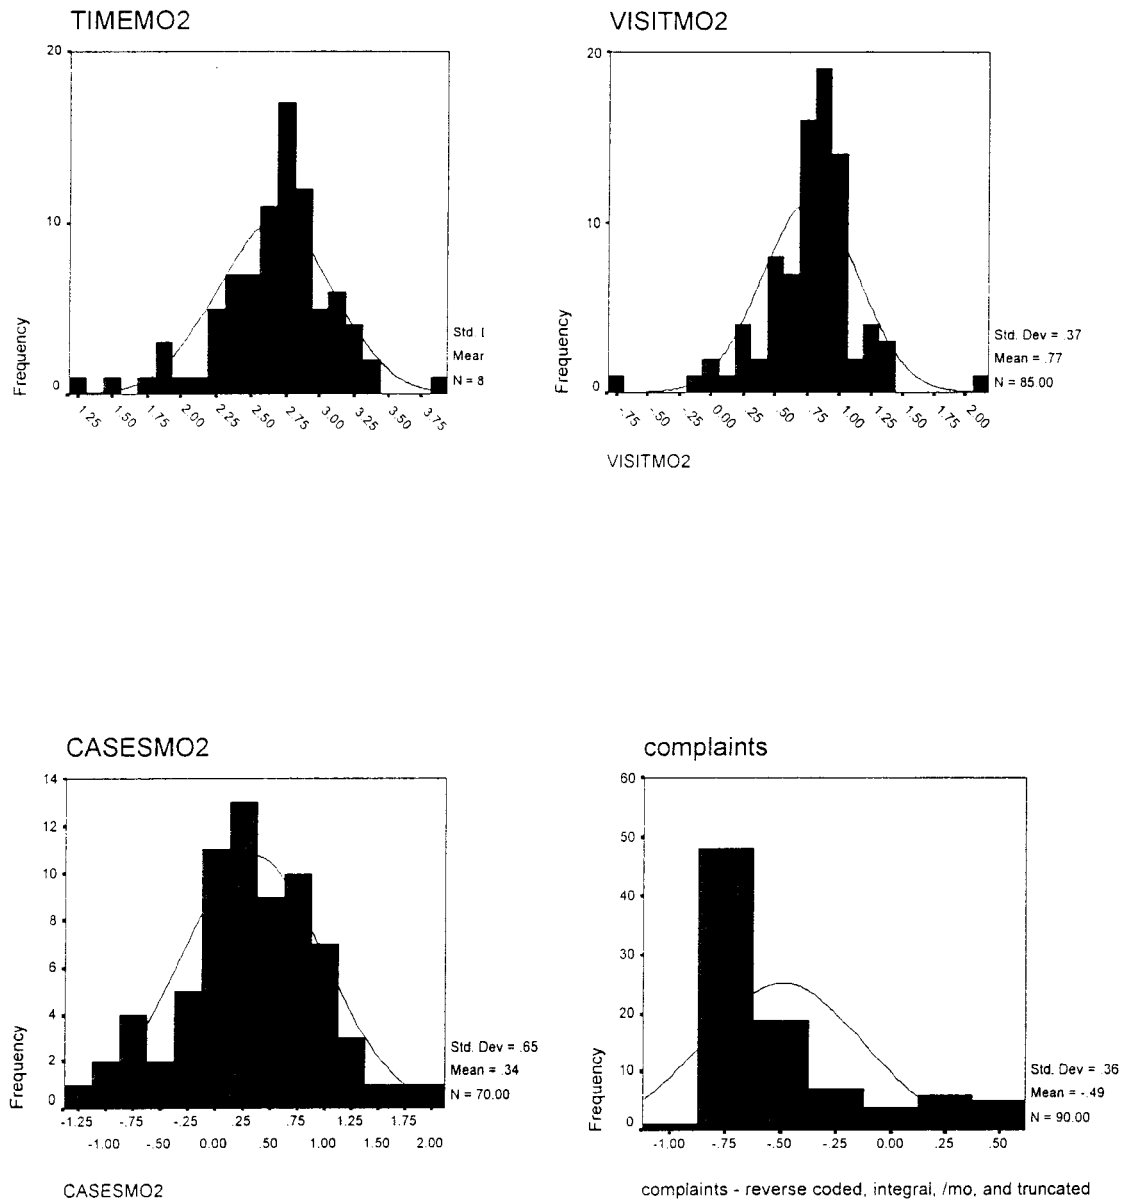 TIMEMO2
20
10
0
Frequency
Std. [
Mear
N = 8
1.25 1.50 1.75 2.00 2.25 2.50 2.75 3.00 3.25 3.50 3.75
VISITMO2
20
10
0
Frequency
Std. Dev = .37
Mean = .77
N = 85.00
-.75 -.50 -.25 0.00 .25 .50 .75 1.00 1.25 1.50 1.75 2.00
VISITMO2
CASESMO2
14
12
10
8
6
4
2
0
Frequency
Std. Dev = .65
Mean = .34
N = 70.00
-1.25 -.75 -.25 .25 .75 1.25 1.75
-1.00 -.50 0.00 .50 1.00 1.50 2.00
CASESMO2
complaints
60
50
40
30
20
10
0
Frequency
Std. Dev = .36
Mean = -.49
N = 90.00
-1.00 -.75 -.50 -.25 0.00 .25 .50
complaints - reverse coded, integral, /mo, and truncated